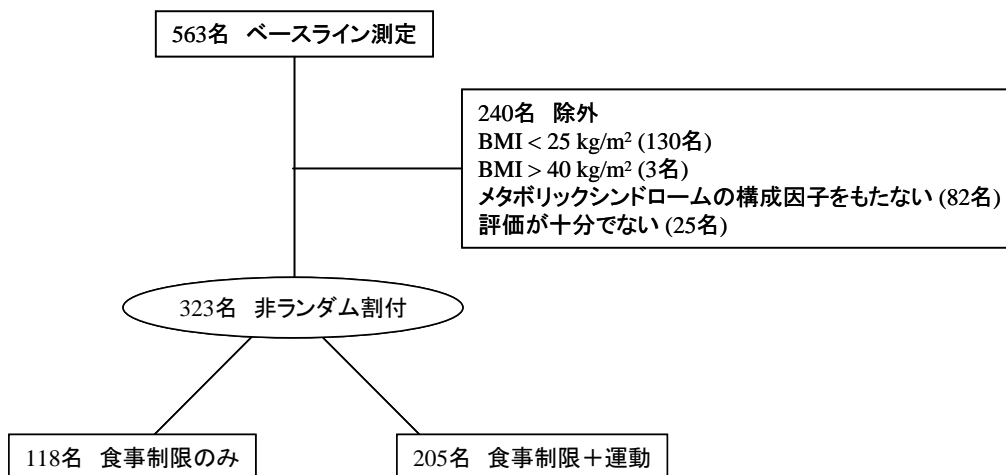 563名 ベースライン測定
240名 除外
BMI < 25 kg/m² (130名)
BMI > 40 kg/m² (3名)
メタボリックシンドロームの構成因子をもたない (82名)
評価が十分でない (25名)
323名 非ランダム割付
118名 食事制限のみ
205名 食事制限＋運動